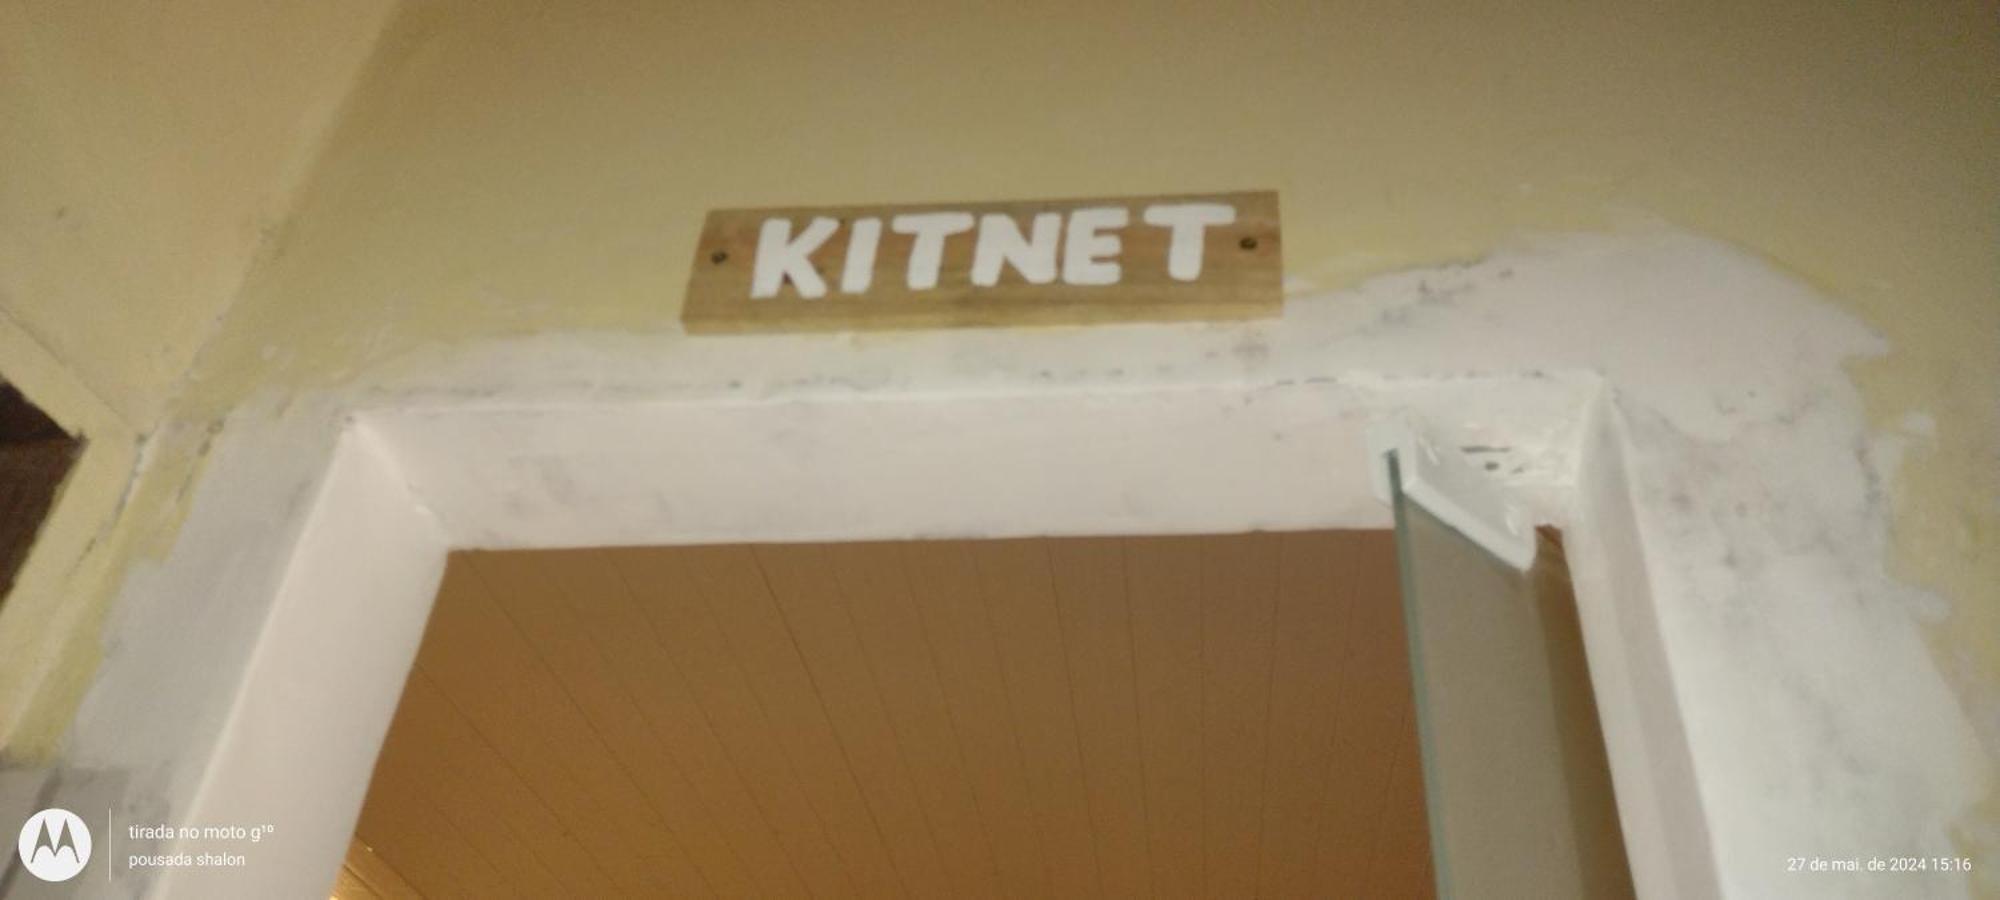 KITNET
tirada no moto g¹⁰
pousada shalon
27 de mai. de 2024 15:16